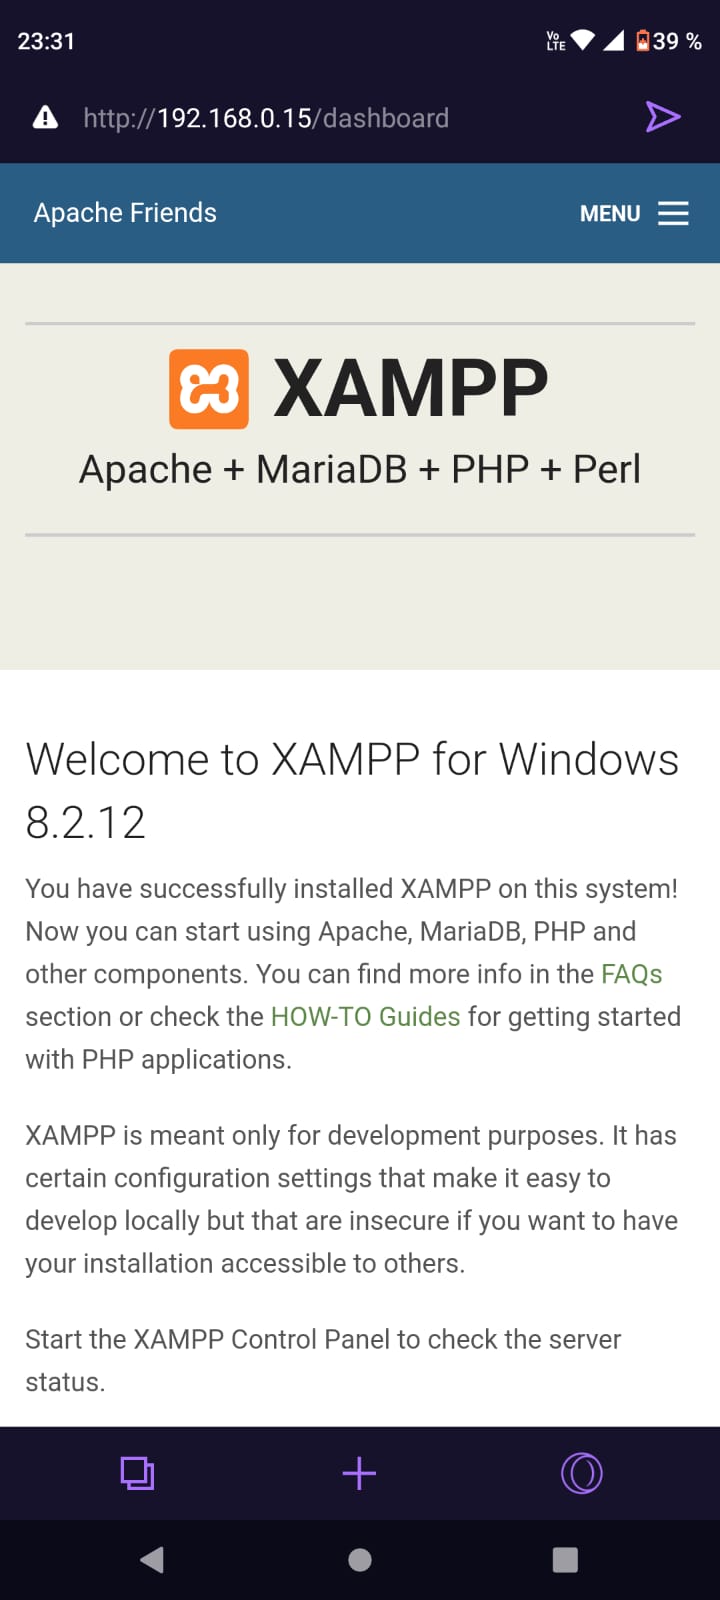 23:31
Vo LTE
39 %
http://192.168.0.15/dashboard
Apache Friends
MENU
XAMPP
Apache + MariaDB + PHP + Perl
Welcome to XAMPP for Windows
8.2.12
You have successfully installed XAMPP on this system!
Now you can start using Apache, MariaDB, PHP and
other components. You can find more info in the FAQs
section or check the HOW-TO Guides for getting started
with PHP applications.
XAMPP is meant only for development purposes. It has
certain configuration settings that make it easy to
develop locally but that are insecure if you want to have
your installation accessible to others.
Start the XAMPP Control Panel to check the server
status.